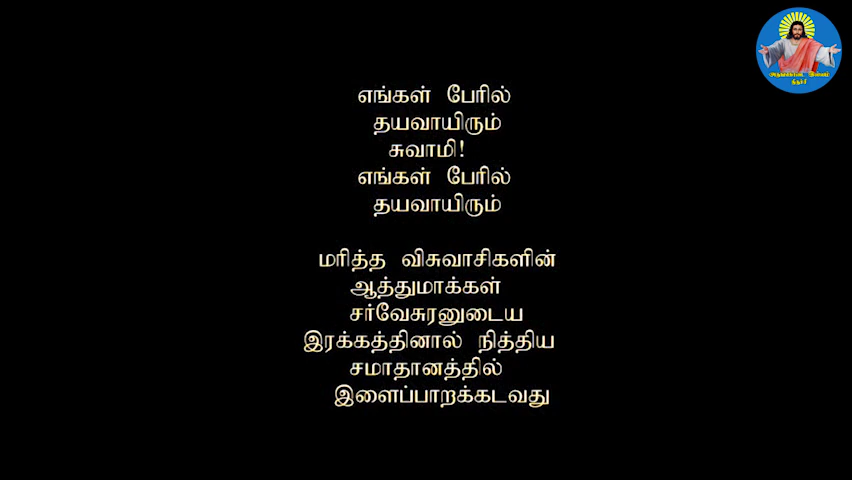 எங்கள் பேரில்
தயவாயிரும்
சுவாமி!
எங்கள் பேரில்
தயவாயிரும்
மரித்த விசுவாசிகளின்
ஆத்துமாக்கள்
சர்வேசுரனுடைய
இரக்கத்தினால் நித்திய
சமாதானத்தில்
இளைப்பாறக்கடவது